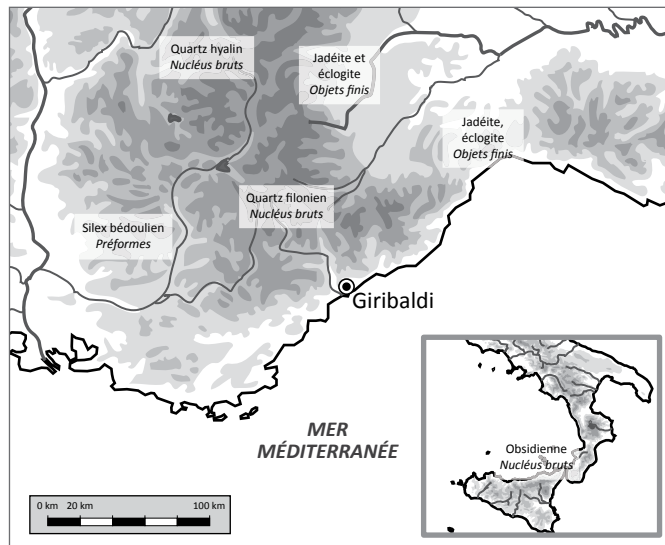 Quartz hyalin
Nucléus bruts
Jadéite et
éclogite
Objets finis
Jadéite,
éclogite
Objets finis
Quartz filonien
Nucléus bruts
Silex bédoulien
Préformes
Giribaldi
MER
MÉDITERRANÉE
Obsidienne
Nucléus bruts
0 km 20 km 100 km